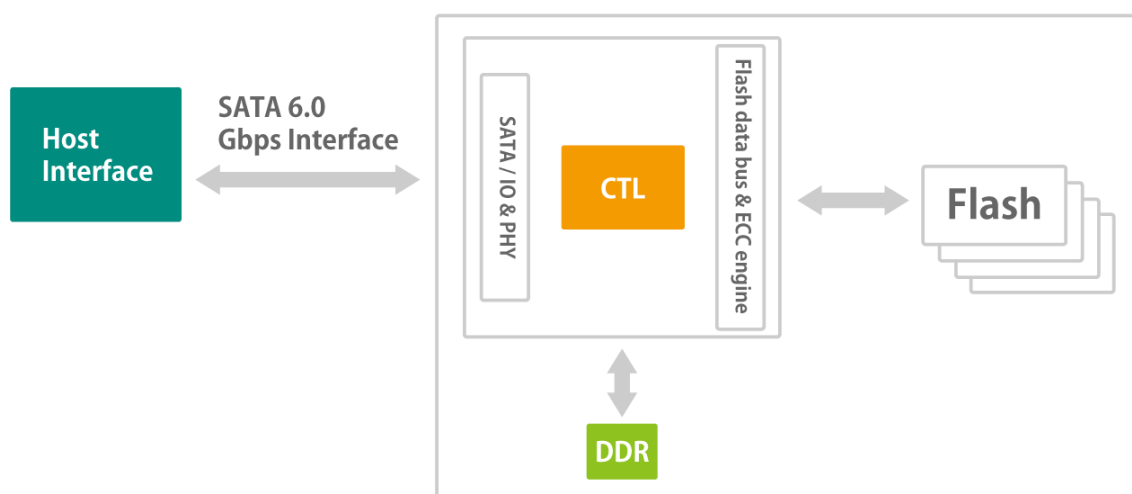 Host
Interface
SATA 6.0
Gbps Interface
SATA / IO & PHY
CTL
Flash data bus & ECC engine
Flash
DDR